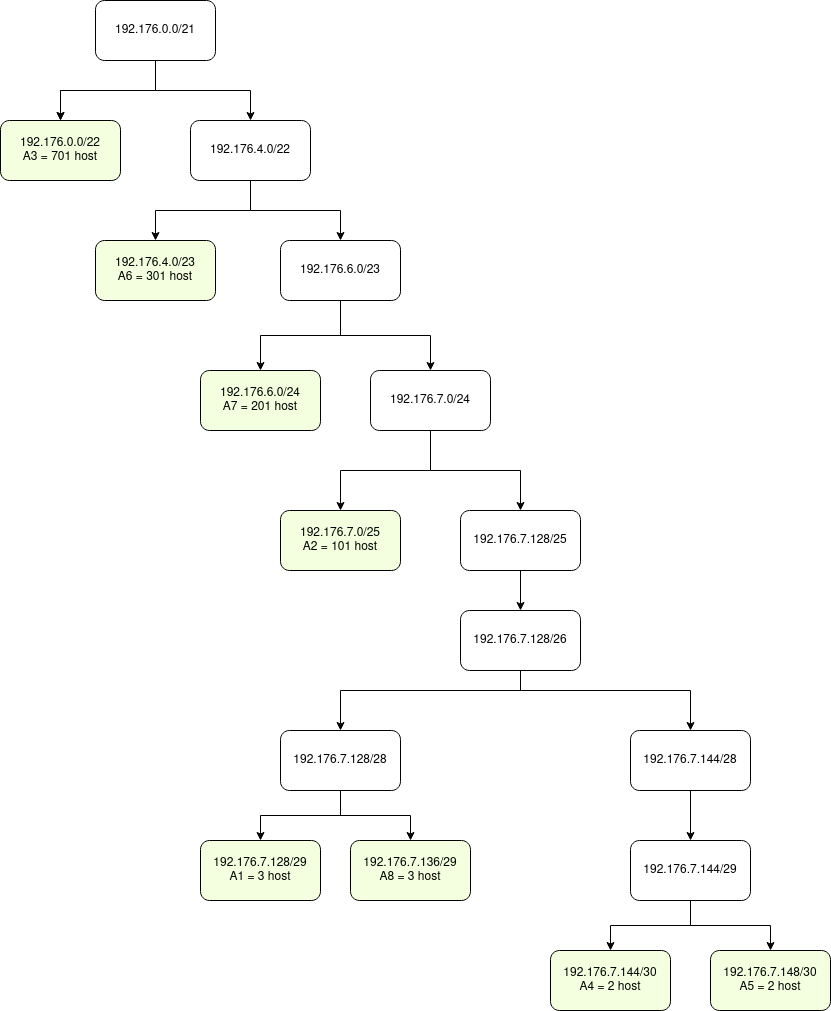 192.176.0.0/21
192.176.0.0/22
A3 = 701 host
192.176.4.0/22
192.176.4.0/23
A6 = 301 host
192.176.6.0/23
192.176.6.0/24
A7 = 201 host
192.176.7.0/24
192.176.7.0/25
A2 = 101 host
192.176.7.128/25
192.176.7.128/26
192.176.7.128/28
192.176.7.144/28
192.176.7.128/29
A1 = 3 host
192.176.7.136/29
A8 = 3 host
192.176.7.144/29
192.176.7.144/30
A4 = 2 host
192.176.7.148/30
A5 = 2 host